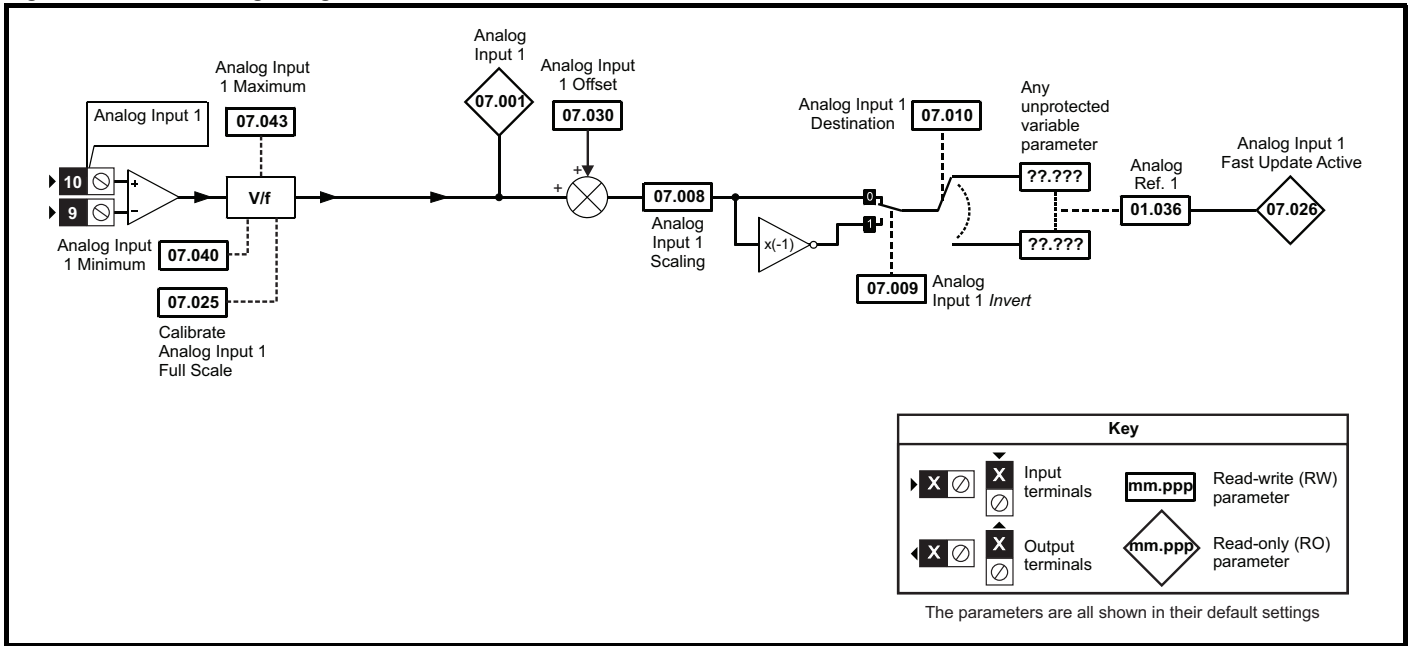 Analog Input 1
10
+
9
−
Analog Input
1 Maximum
07.043
V/f
Analog Input
1 Minimum
07.040
07.025
Calibrate
Analog Input 1
Full Scale
Analog
Input 1
07.001
Analog Input
1 Offset
07.030
+
+
07.008
Analog
Input 1
Scaling
x(-1)
0
1
Analog Input 1
Destination
07.010
07.009
Analog
Input 1 Invert
Any
unprotected
variable
parameter
??.???
??.???
Analog
Ref. 1
01.036
Analog Input 1
Fast Update Active
07.026
Key
X
X
Input
terminals
mm.ppp
Read-write (RW)
parameter
X
X
Output
terminals
mm.ppp
Read-only (RO)
parameter
The parameters are all shown in their default settings